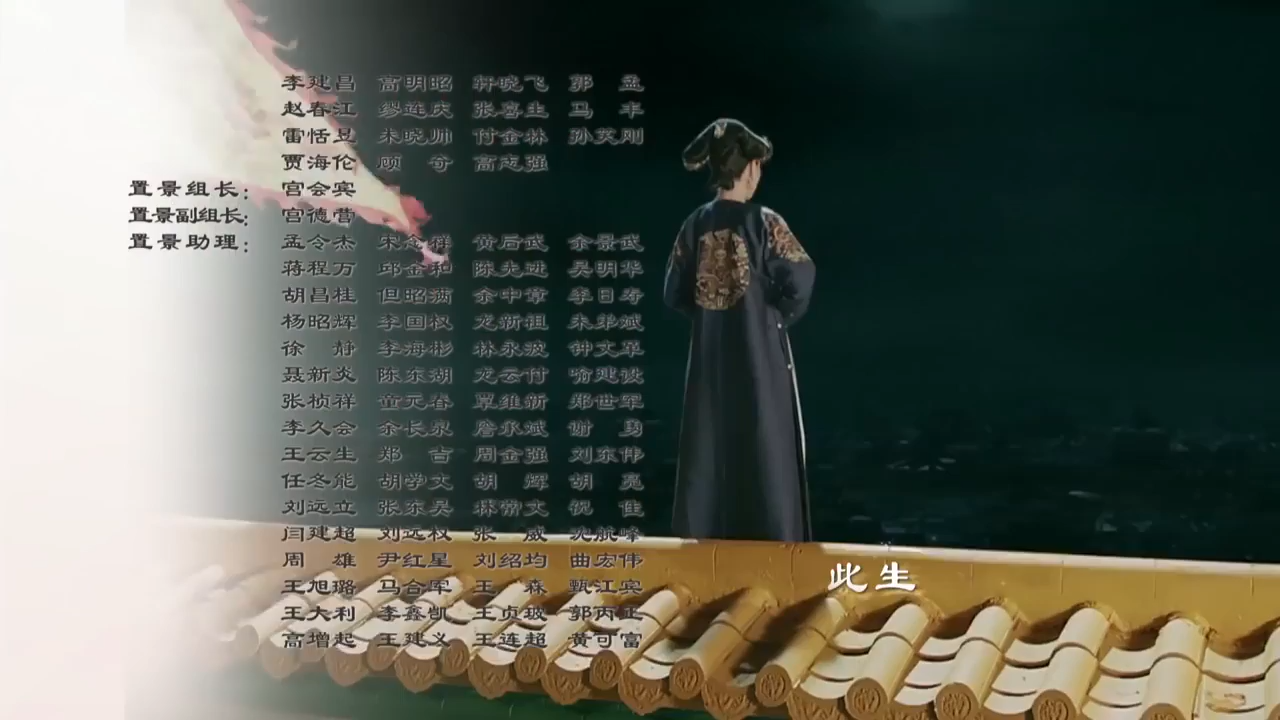 李建昌 高明昭 轩晓飞 郭孟
赵春江 缪连庆 张喜生 马丰
雷恬昱 朱晓帅 付金林 孙英刚
贾海伦 顾奇 高志强
置景组长： 宫会宾
置景副组长： 宫德营
置景助理： 孟令杰 宋念群 黄后武 余景武
蒋程万 邱金和 陈先进 吴明华
胡昌桂 但昭满 余中章 李日寿
杨昭辉 李国权 龙新祖 朱弟斌
徐静 李海彬 林永波 钟文军
聂新炎 陈东湖 龙云付 喻建设
张祯祥 童元春 覃维新 郑世军
李久会 余长泉 詹承斌 谢勇
王云生 郑吉 周金强 刘东伟
任冬能 胡学文 胡辉 胡亮
刘远立 张东吴 林常文 祝佳
闫建超 刘远权 张威 沈航峰
周雄 尹红星 刘绍均 曲宏伟
王旭璐 马合军 王森 甄江宾
王大利 李鑫凯 王贞玻 郭丙正
高增起 王建义 王连超 黄可富
此生